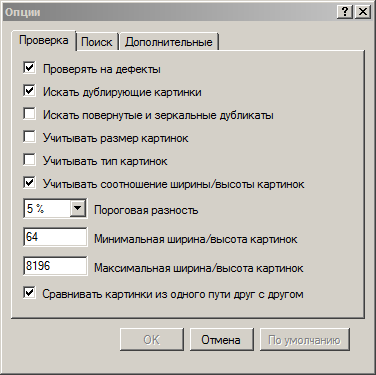 Опции
Проверка Поиск Дополнительные
Проверять на дефекты
Искать дублирующие картинки
Искать повернутые и зеркальные дубликаты
Учитывать размер картинок
Учитывать тип картинок
Учитывать соотношение ширины/высоты картинок
5 % Пороговая разность
64 Минимальная ширина/высота картинок
8196 Максимальная ширина/высота картинок
Сравнивать картинки из одного пути друг с другом
OK Отмена По умолчанию